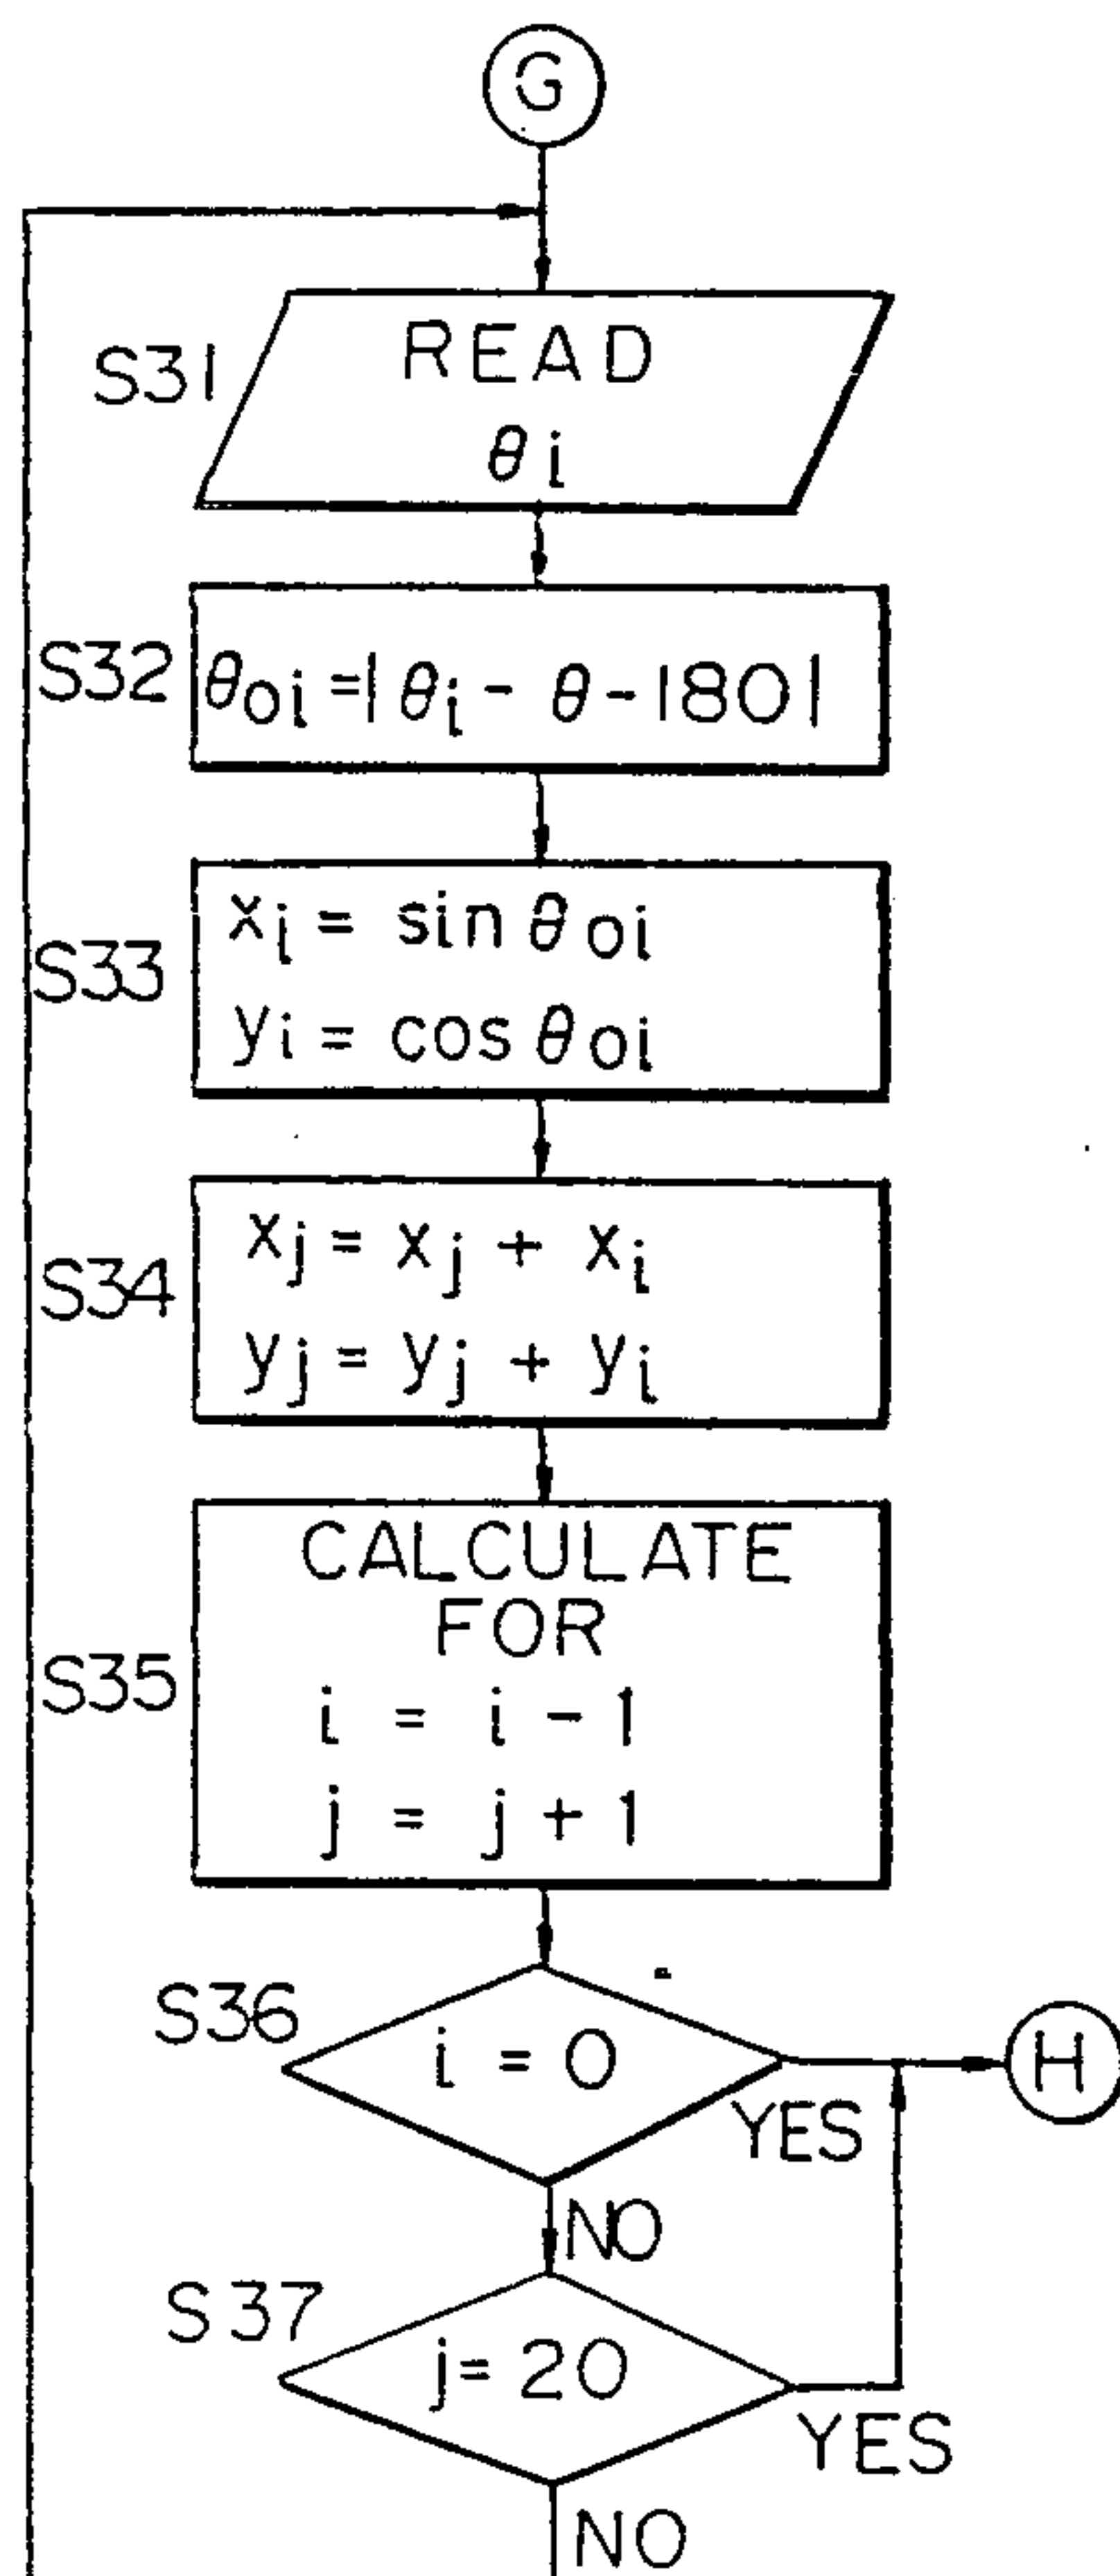 G
S31
READ
θi
S32
θoi = | θi - θ - 180 |
S33
xi = sin θoi
yi = cos θoi
S34
xj = xj + xi
yj = yj + yi
S35
CALCULATE
FOR
i = i - 1
j = j + 1
S36
i = 0
YES
H
NO
S37
j = 20
YES
NO